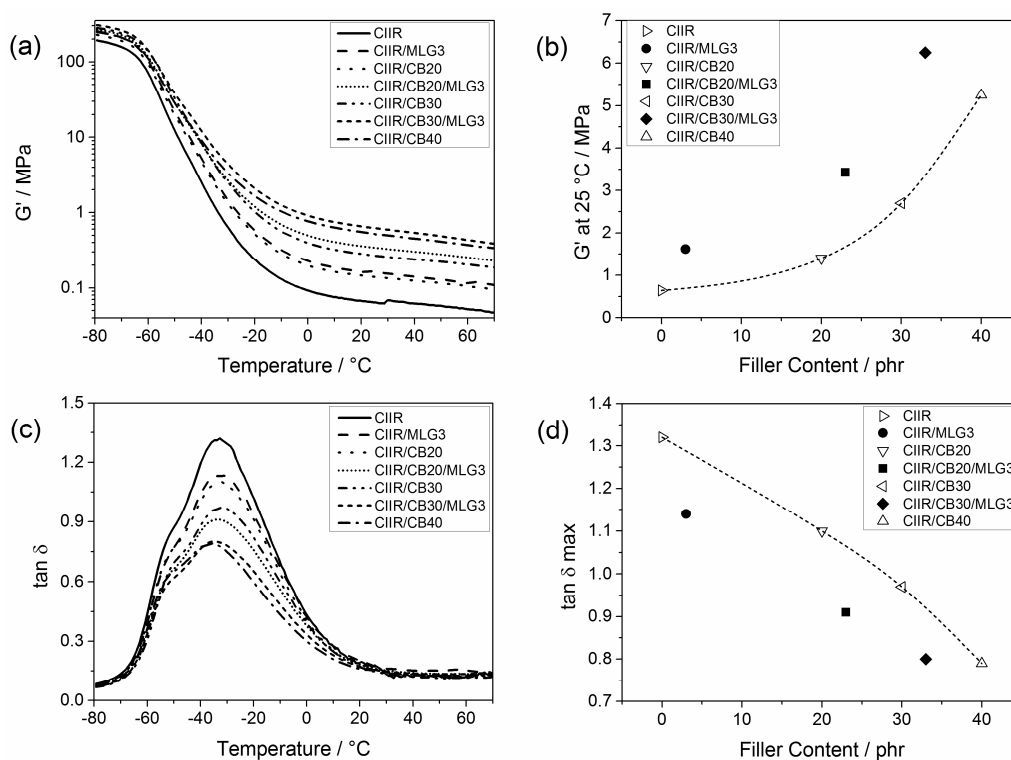 (a)
100
10
1
0.1
G' / MPa
-80 -60 -40 -20 0 20 40 60
Temperature / °C
CIIR
CIIR/MLG3
CIIR/CB20
CIIR/CB20/MLG3
CIIR/CB30
CIIR/CB30/MLG3
CIIR/CB40
(b)
7
6
5
4
3
2
1
0
G' at 25 °C / MPa
0 10 20 30 40
Filler Content / phr
CIIR
CIIR/MLG3
CIIR/CB20
CIIR/CB20/MLG3
CIIR/CB30
CIIR/CB30/MLG3
CIIR/CB40
(c)
1.5
1.2
0.9
0.6
0.3
0.0
tan δ
-80 -60 -40 -20 0 20 40 60
Temperature / °C
CIIR
CIIR/MLG3
CIIR/CB20
CIIR/CB20/MLG3
CIIR/CB30
CIIR/CB30/MLG3
CIIR/CB40
(d)
1.4
1.3
1.2
1.1
1.0
0.9
0.8
0.7
tan δ max
0 10 20 30 40
Filler Content / phr
CIIR
CIIR/MLG3
CIIR/CB20
CIIR/CB20/MLG3
CIIR/CB30
CIIR/CB30/MLG3
CIIR/CB40